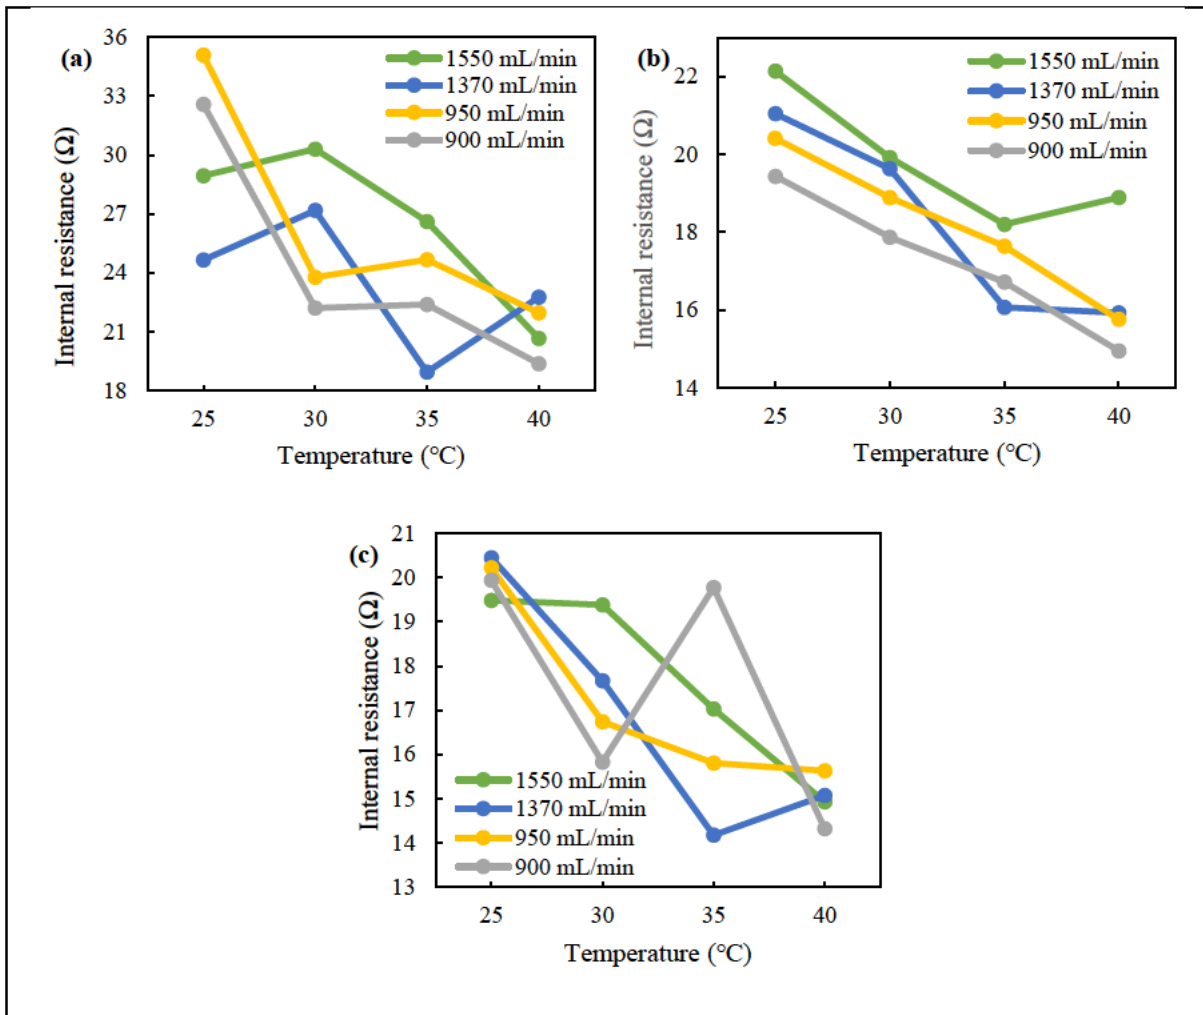 (a)
1550 mL/min
1370 mL/min
950 mL/min
900 mL/min
Internal resistance (Ω)
36
33
30
27
24
21
18
25 30 35 40
Temperature (°C)
(b)
1550 mL/min
1370 mL/min
950 mL/min
900 mL/min
Internal resistance (Ω)
22
20
18
16
14
25 30 35 40
Temperature (°C)
(c)
Internal resistance (Ω)
21
20
19
18
17
16
15
14
13
1550 mL/min
1370 mL/min
950 mL/min
900 mL/min
25 30 35 40
Temperature (°C)